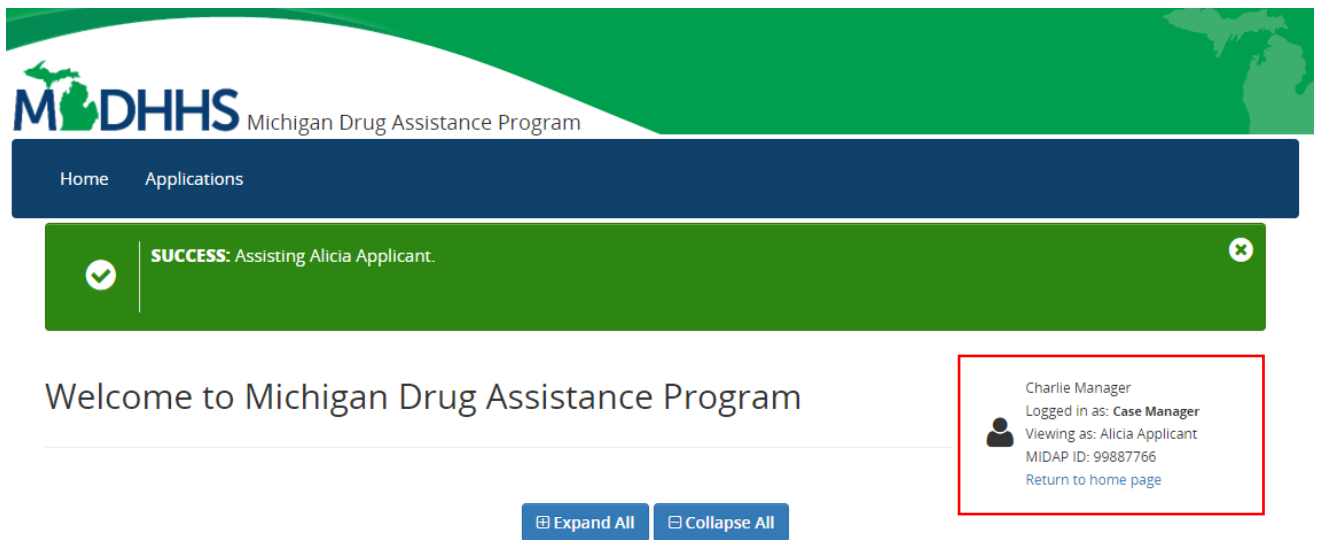 MDHHS Michigan Drug Assistance Program
Home Applications
SUCCESS: Assisting Alicia Applicant.
Welcome to Michigan Drug Assistance Program
Charlie Manager
Logged in as: Case Manager
Viewing as: Alicia Applicant
MIDAP ID: 99887766
Return to home page
Expand All Collapse All